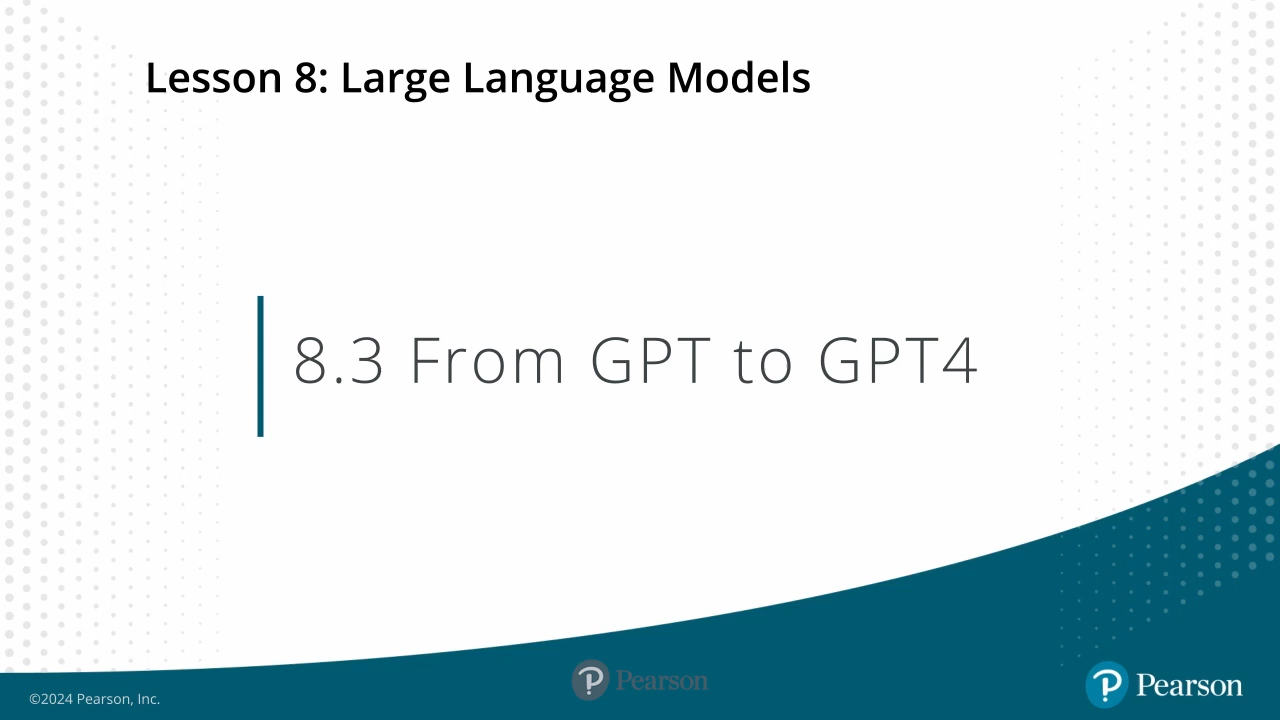 Lesson 8: Large Language Models
8.3 From GPT to GPT4
©2024 Pearson, Inc.
Pearson
Pearson